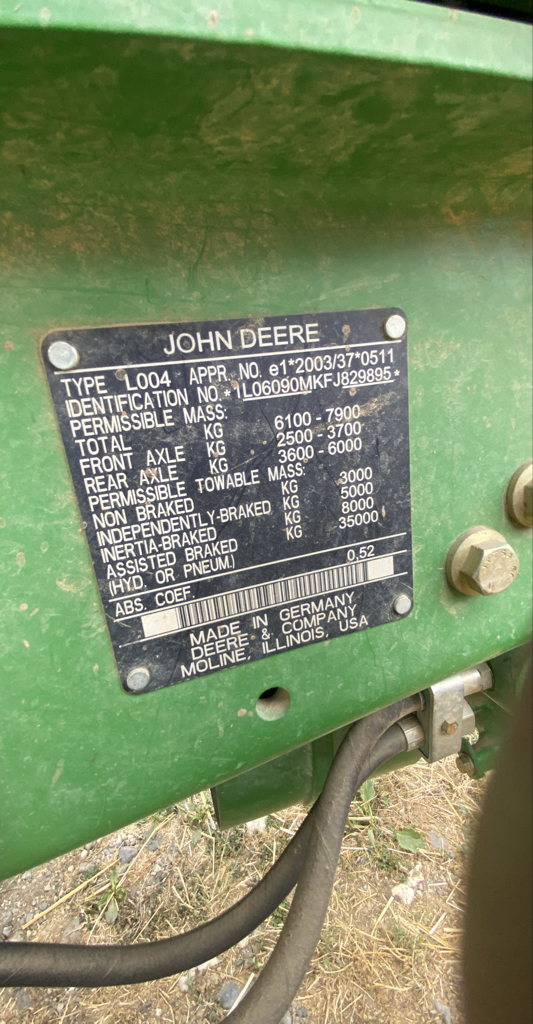 JOHN DEERE
TYPE L004 APPR. NO. e1*2003/37*0511
IDENTIFICATION NO.*1L06090MKFJ829895*
PERMISSIBLE MASS:
TOTAL KG 6100 - 7900
FRONT AXLE KG 2500 - 3700
REAR AXLE KG 3600 - 6000
PERMISSIBLE TOWABLE MASS:
NON BRAKED KG 3000
INDEPENDENTLY-BRAKED KG 5000
INERTIA-BRAKED KG 8000
ASSISTED BRAKED KG 35000
(HYD. OR PNEUM.)
ABS. COEF. 0.52
MADE IN GERMANY
DEERE & COMPANY
MOLINE, ILLINOIS, USA